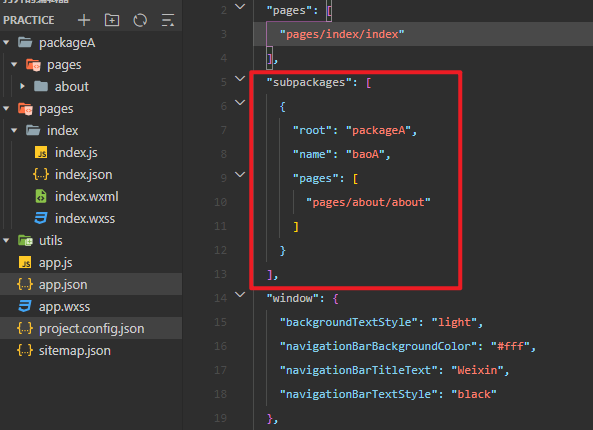 PRACTICE
packageA
pages
about
pages
index
index.js
index.json
index.wxml
index.wxss
utils
app.js
app.json
app.wxss
project.config.json
sitemap.json
2 "pages": [
3 "pages/index/index"
],
5 "subpackages": [
6 {
7 "root": "packageA",
8 "name": "baoA",
9 "pages": [
10 "pages/about/about"
11 ]
12 }
13 ],
14 "window": {
15 "backgroundTextStyle": "light",
16 "navigationBarBackgroundColor": "#fff",
17 "navigationBarTitleText": "Weixin",
18 "navigationBarTextStyle": "black"
19 },